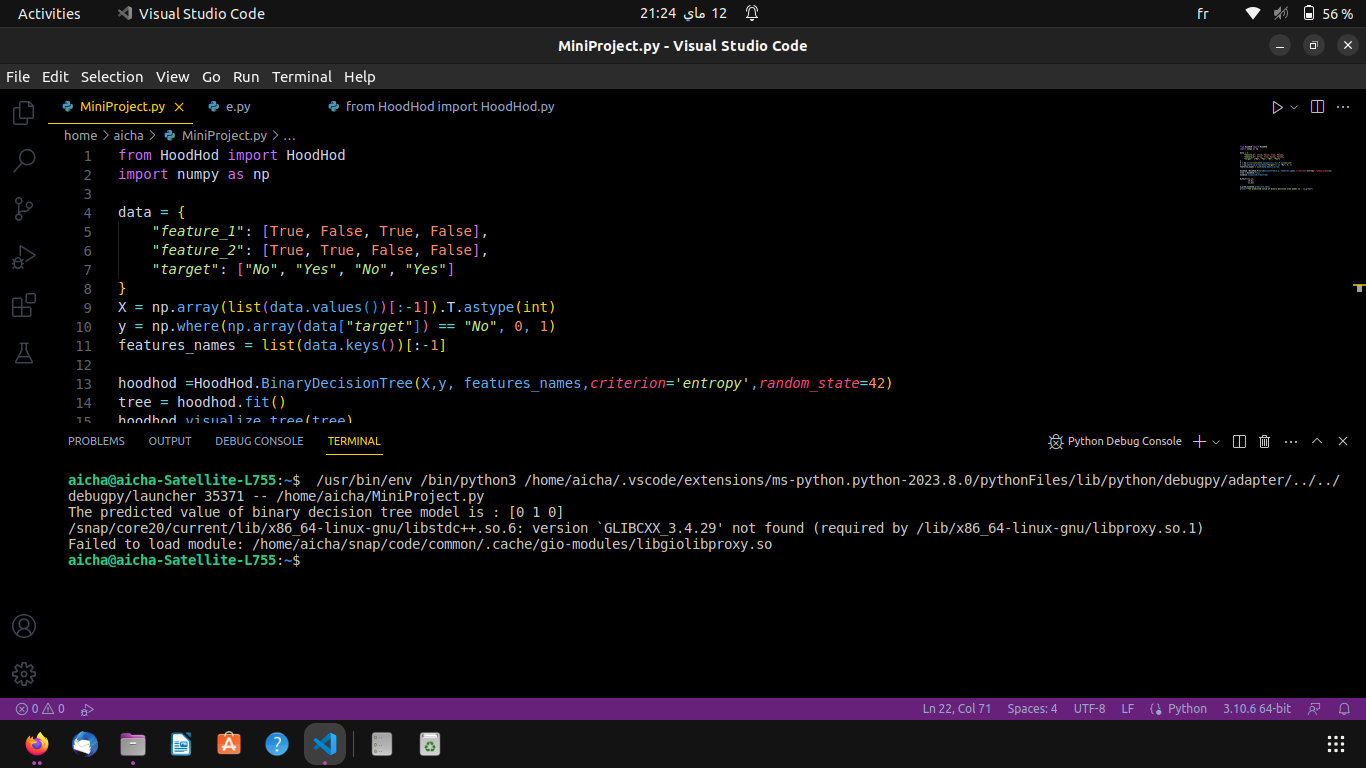 Activities
Visual Studio Code
21:24 ماي 12
fr
56 %
MiniProject.py - Visual Studio Code
File Edit Selection View Go Run Terminal Help
MiniProject.py
e.py
from HoodHod import HoodHod.py
home > aicha > MiniProject.py > ...
1 from HoodHod import HoodHod
2 import numpy as np
3
4 data = {
5 "feature_1": [True, False, True, False],
6 "feature_2": [True, True, False, False],
7 "target": ["No", "Yes", "No", "Yes"]
8 }
9 X = np.array(list(data.values())[:-1]).T.astype(int)
10 y = np.where(np.array(data["target"]) == "No", 0, 1)
11 features_names = list(data.keys())[:-1]
12
13 hoodhod =HoodHod.BinaryDecisionTree(X,y, features_names,criterion='entropy',random_state=42)
14 tree = hoodhod.fit()
15 hoodhod.visualize_tree(tree)
PROBLEMS OUTPUT DEBUG CONSOLE TERMINAL
Python Debug Console
aicha@aicha-Satellite-L755:~$ /usr/bin/env /bin/python3 /home/aicha/.vscode/extensions/ms-python.python-2023.8.0/pythonFiles/lib/python/debugpy/adapter/../../
debugpy/launcher 35371 -- /home/aicha/MiniProject.py
The predicted value of binary decision tree model is : [0 1 0]
/snap/core20/current/lib/x86_64-linux-gnu/libstdc++.so.6: version `GLIBCXX_3.4.29' not found (required by /lib/x86_64-linux-gnu/libproxy.so.1)
Failed to load module: /home/aicha/snap/code/common/.cache/gio-modules/libgiolibproxy.so
aicha@aicha-Satellite-L755:~$
0 0
Ln 22, Col 71
Spaces: 4
UTF-8
LF
Python
3.10.6 64-bit